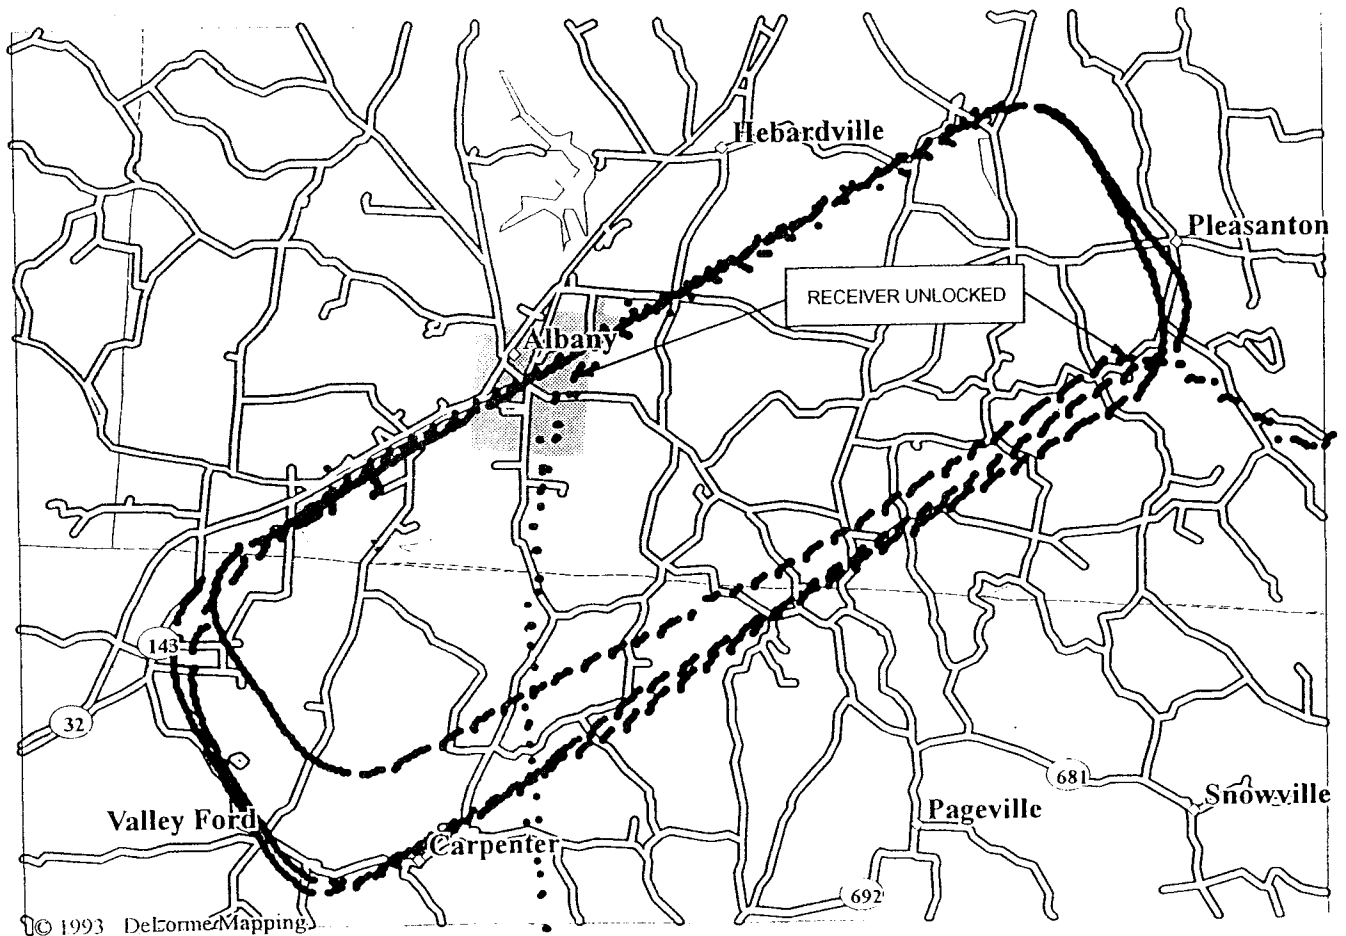 Hebardville
Pleasanton
RECEIVER UNLOCKED
Albany
143
32
681
Snowville
Valley Ford
Pageville
Carpenter
692
© 1993 DeLorme Mapping